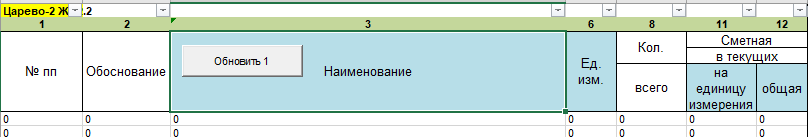 Царево-2 Ж 2.2
1 2 3 6 8 11 12
№ пп Обоснование Обновить 1 Наименование Ед. изм. Кол. Сметная
в текущих
всего на единицу измерения общая
0 0 0 0 0 0 0
0 0 0 0 0 0 0